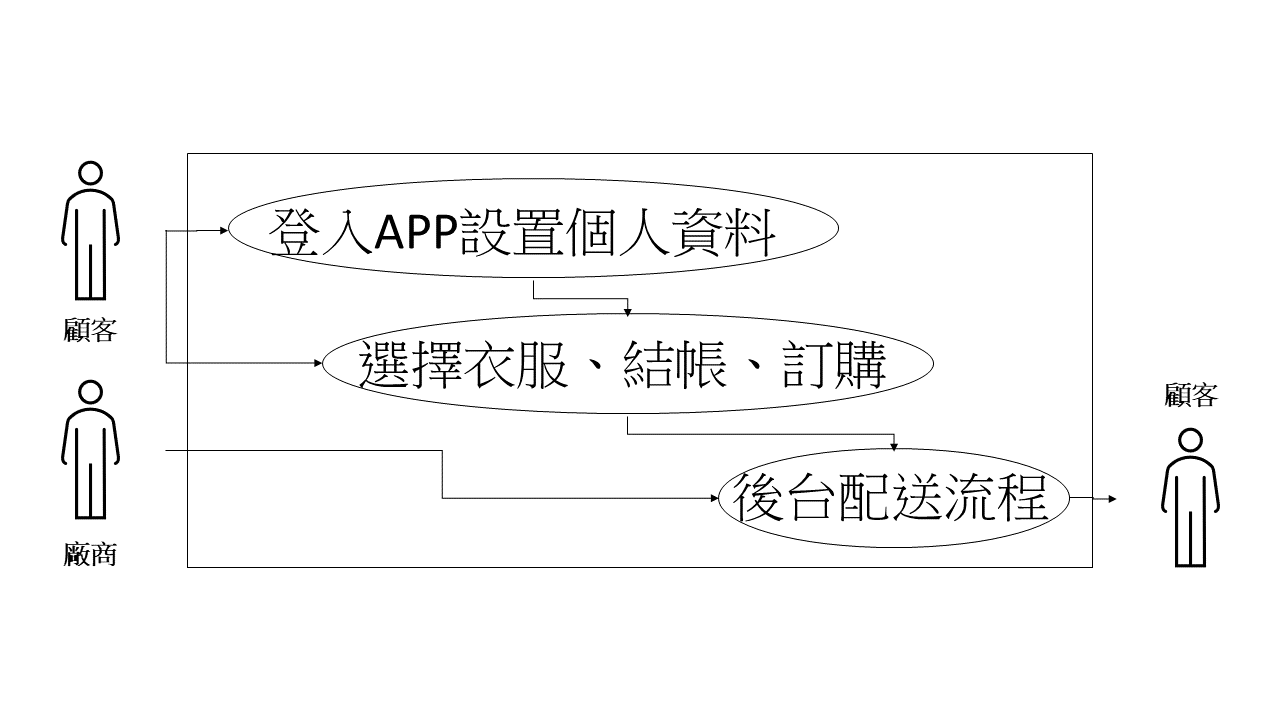 登入APP設置個人資料
顧客
選擇衣服、結帳、訂購
顧客
後台配送流程
廠商